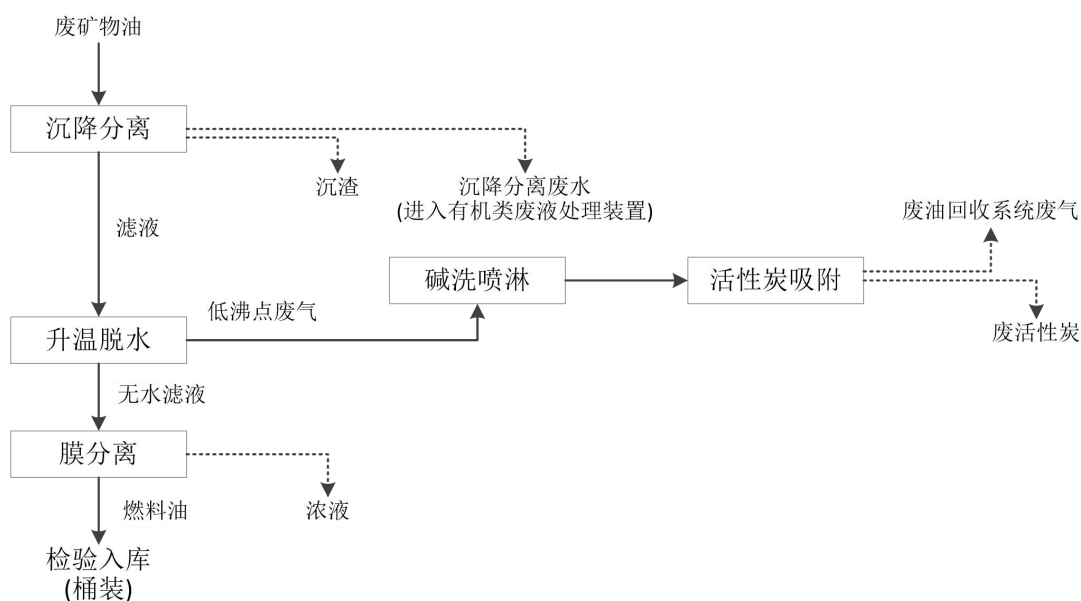 废矿物油
沉降分离
沉渣
沉降分离废水
(进入有机类废液处理装置)
滤液
废油回收系统废气
碱洗喷淋
活性炭吸附
低沸点废气
升温脱水
废活性炭
无水滤液
膜分离
燃料油
浓液
检验入库
(桶装)